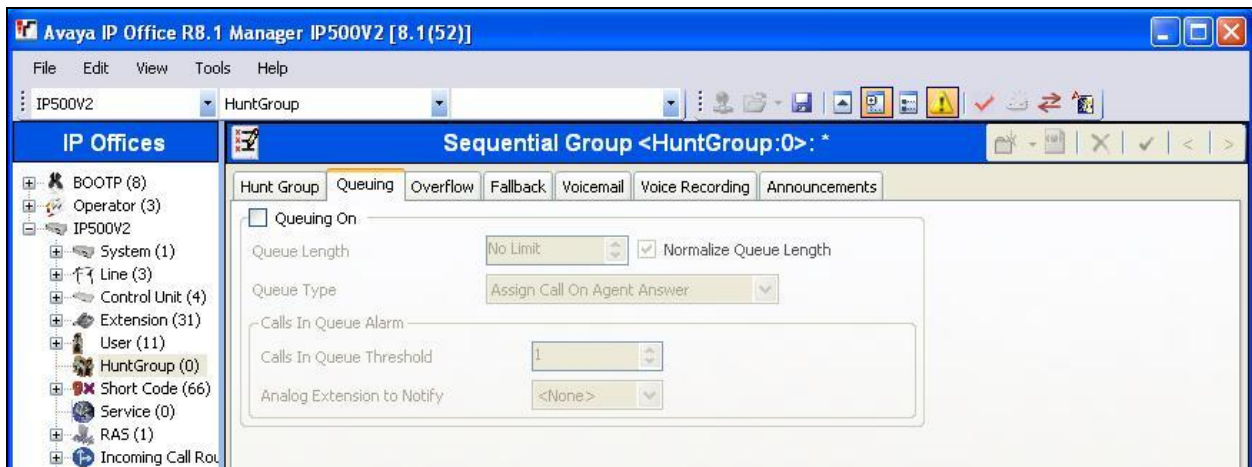 Avaya IP Office R8.1 Manager IP500V2 [8.1(52)]
File Edit View Tools Help
IP500V2 HuntGroup
IP Offices
Sequential Group <HuntGroup:0>: *
BOOTP (8)
Operator (3)
IP500V2
System (1)
Line (3)
Control Unit (4)
Extension (31)
User (11)
HuntGroup (0)
Short Code (66)
Service (0)
RAS (1)
Incoming Call Rou
Hunt Group Queuing Overflow Fallback Voicemail Voice Recording Announcements
Queuing On
Queue Length No Limit Normalize Queue Length
Queue Type Assign Call On Agent Answer
Calls In Queue Alarm
Calls In Queue Threshold 1
Analog Extension to Notify <None>